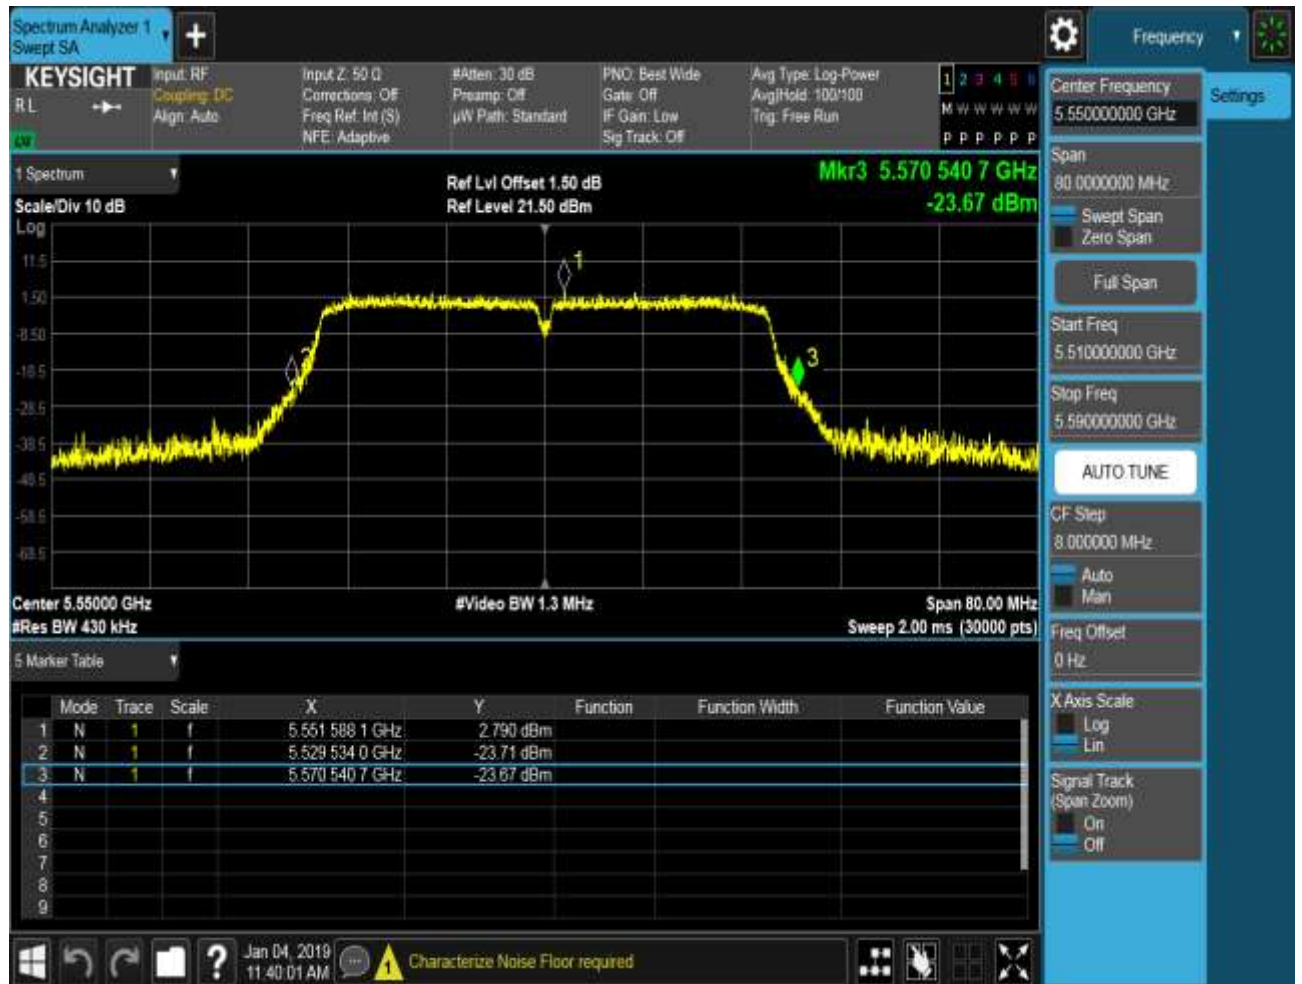 Spectrum Analyzer 1
Swept SA
+
Frequency
KEYSIGHT
RL
Input: RF
Coupling: DC
Align: Auto
Input Z: 50 Ω
Corrections: Off
Freq Ref: Int (S)
NFE: Adaptive
#Atten: 30 dB
Preamp: Off
µW Path: Standard
PNO: Best Wide
Gate: Off
IF Gain: Low
Sig Track: Off
Avg Type: Log-Power
Avg|Hold: 100/100
Trig: Free Run
1 2 3 4 5 6
M W W W W W
P P P P P P
1 Spectrum
Scale/Div 10 dB
Ref Lvl Offset 1.50 dB
Ref Level 21.50 dBm
Mkr3 5.570 540 7 GHz
-23.67 dBm
Log
11.5
1.50
-8.50
-18.5
-28.5
-38.5
-48.5
-58.5
-68.5
1
2
3
Center 5.55000 GHz
#Res BW 430 kHz
#Video BW 1.3 MHz
Span 80.00 MHz
Sweep 2.00 ms (30000 pts)
5 Marker Table
Mode Trace Scale X Y Function Function Width Function Value
1 N 1 f 5.551 588 1 GHz 2.790 dBm
2 N 1 f 5.529 534 0 GHz -23.71 dBm
3 N 1 f 5.570 540 7 GHz -23.67 dBm
4
5
6
7
8
9
Center Frequency
5.550000000 GHz
Settings
Span
80.0000000 MHz
Swept Span
Zero Span
Full Span
Start Freq
5.510000000 GHz
Stop Freq
5.590000000 GHz
AUTO TUNE
CF Step
8.000000 MHz
Auto
Man
Freq Offset
0 Hz
X Axis Scale
Log
Lin
Signal Track
(Span Zoom)
On
Off
?
Jan 04, 2019
11:40:01 AM
1
Characterize Noise Floor required